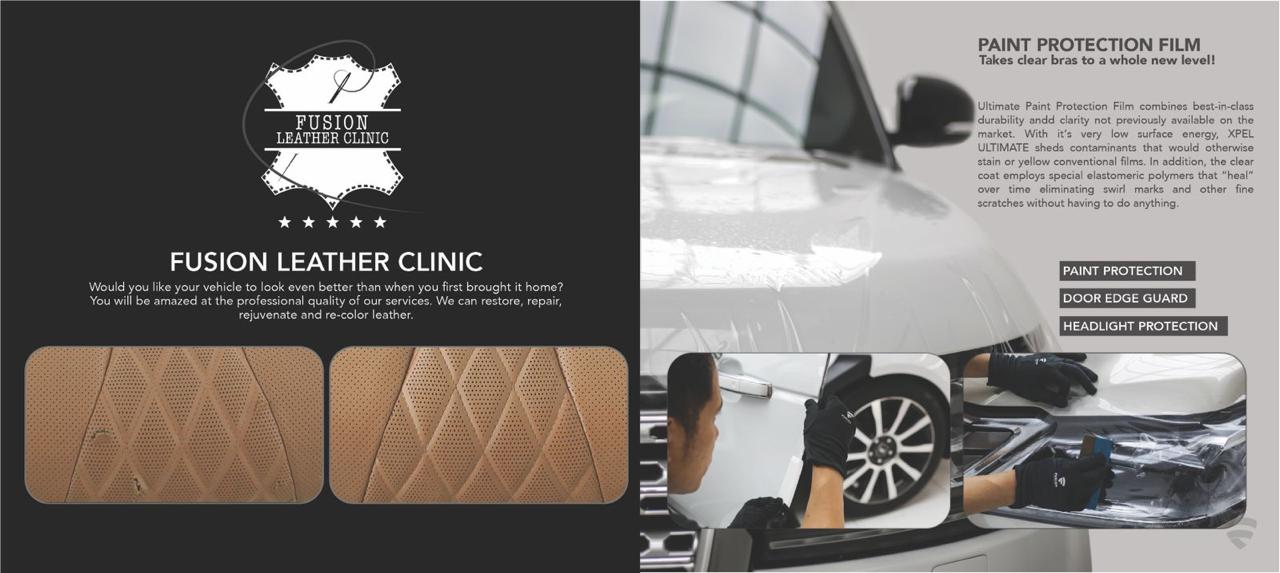 FUSION
LEATHER CLINIC
FUSION LEATHER CLINIC
Would you like your vehicle to look even better than when you first brought it home?
You will be amazed at the professional quality of our services. We can restore, repair,
rejuvenate and re-color leather.
PAINT PROTECTION FILM
Takes clear bras to a whole new level!
Ultimate Paint Protection Film combines best-in-class
durability andd clarity not previously available on the
market. With it's very low surface energy, XPEL
ULTIMATE sheds contaminants that would otherwise
stain or yellow conventional films. In addition, the clear
coat employs special elastomeric polymers that “heal”
over time eliminating swirl marks and other fine
scratches without having to do anything.
PAINT PROTECTION
DOOR EDGE GUARD
HEADLIGHT PROTECTION